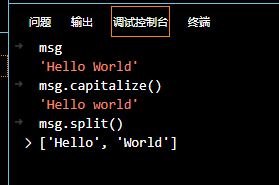 问题 输出 调试控制台 终端
msg
'Hello World'
msg.capitalize()
'Hello world'
msg.split()
['Hello', 'World']